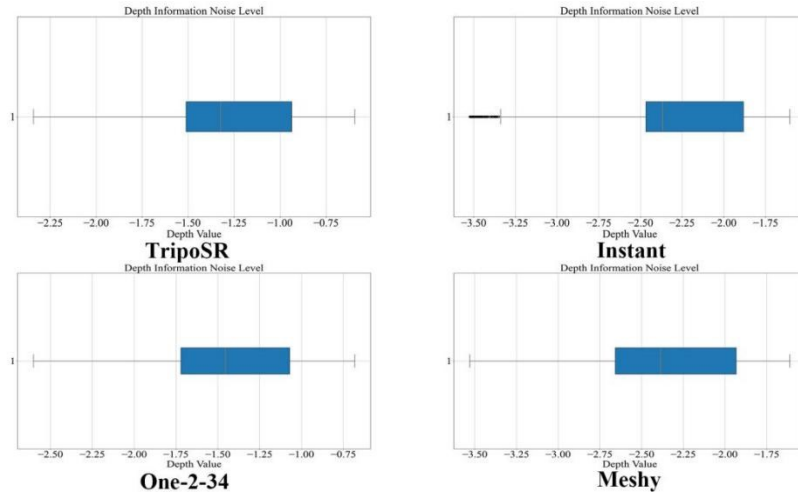 Depth Information Noise Level
1
−2.25 −2.00 −1.75 −1.50 −1.25 −1.00 −0.75
Depth Value
TripoSR
Depth Information Noise Level
1
−3.50 −3.25 −3.00 −2.75 −2.50 −2.25 −2.00 −1.75
Depth Value
Instant
Depth Information Noise Level
1
−2.50 −2.25 −2.00 −1.75 −1.50 −1.25 −1.00 −0.75
Depth Value
One-2-34
Depth Information Noise Level
1
−3.50 −3.25 −3.00 −2.75 −2.50 −2.25 −2.00 −1.75
Depth Value
Meshy